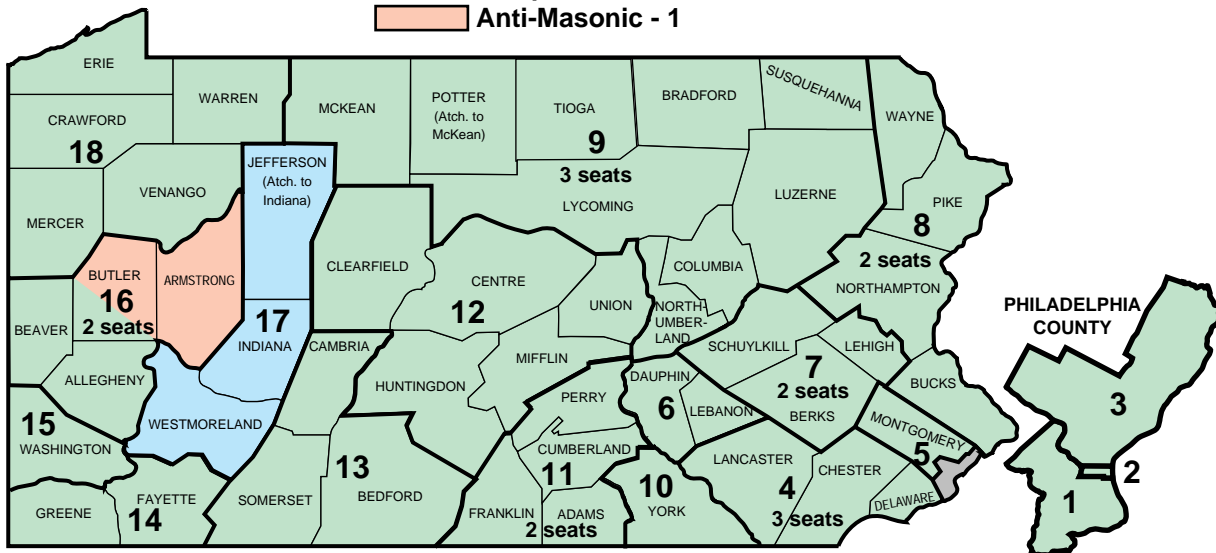 Anti-Masonic - 1
ERIE
WARREN
MCKEAN
POTTER
(Atch. to
McKean)
TIOGA
BRADFORD
SUSQUEHANNA
WAYNE
CRAWFORD
18
9
3 seats
JEFFERSON
(Atch. to
Indiana)
VENANGO
LYCOMING
LUZERNE
PIKE
8
2 seats
MERCER
NORTHAMPTON
BUTLER
16
2 seats
ARMSTRONG
CLEARFIELD
CENTRE
12
UNION
COLUMBIA
NORTH-
UMBER-
LAND
PHILADELPHIA
COUNTY
BEAVER
17
INDIANA
CAMBRIA
MIFFLIN
SCHUYLKILL
LEHIGH
ALLEGHENY
HUNTINGDON
DAUPHIN
7
2 seats
BERKS
BUCKS
PERRY
6
LEBANON
3
15
WASHINGTON
WESTMORELAND
MONTGOMERY
5
CUMBERLAND
11
LANCASTER
CHESTER
2
13
10
YORK
4
3 seats
DELAWARE
1
GREENE
FAYETTE
14
SOMERSET
BEDFORD
FRANKLIN
ADAMS
2 seats